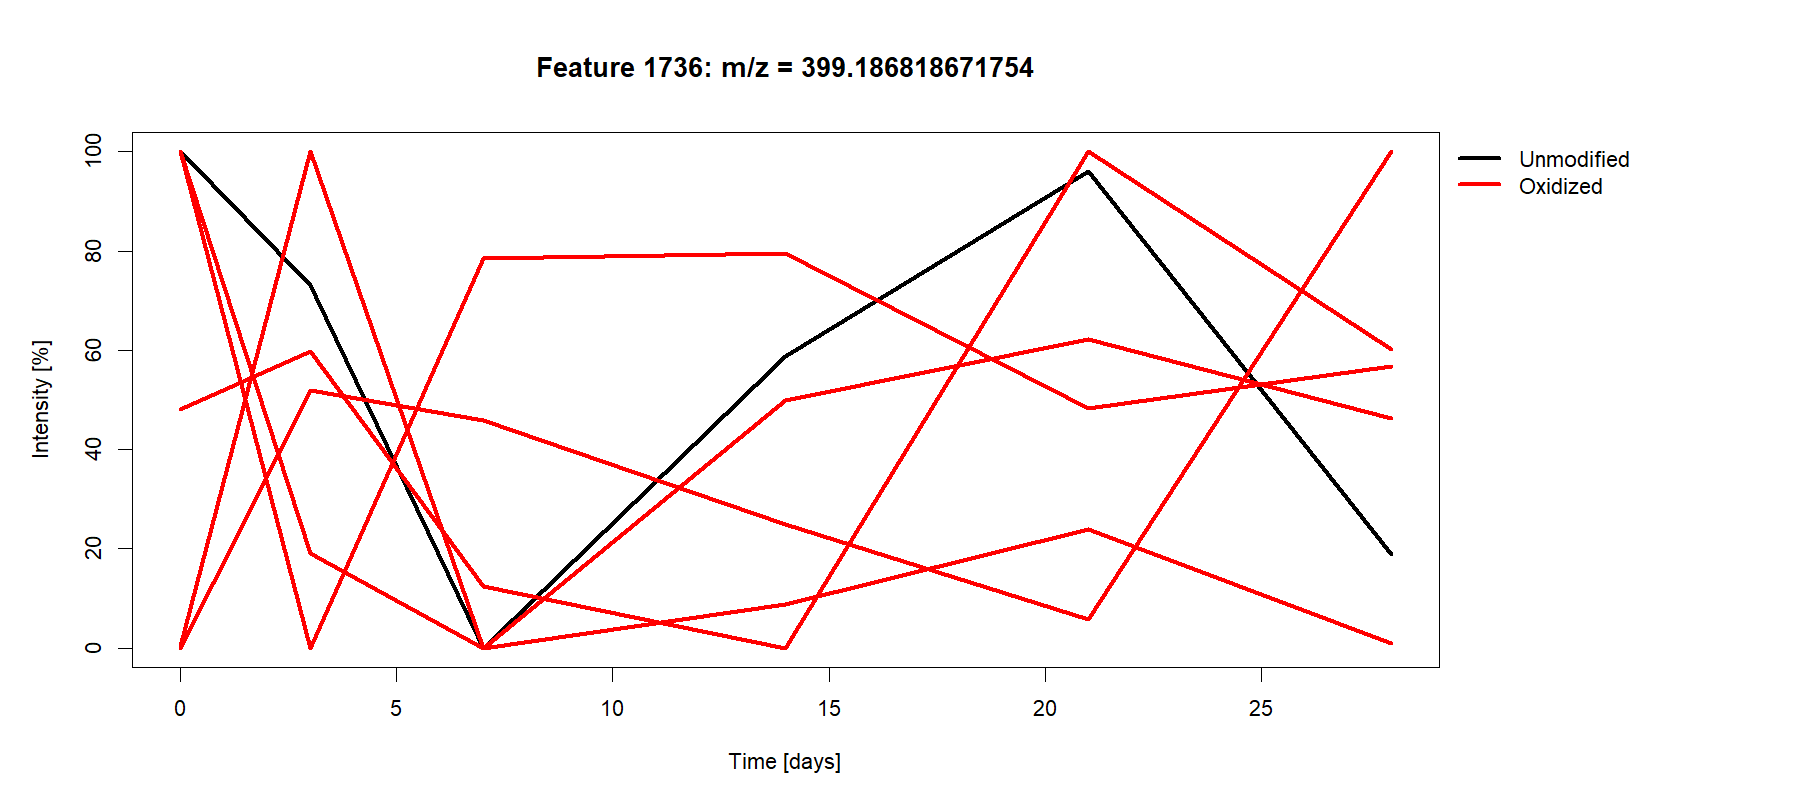 Feature 1736: m/z = 399.186818671754
Unmodified
Oxidized
Intensity [%]
100
80
60
40
20
0
0 5 10 15 20 25
Time [days]